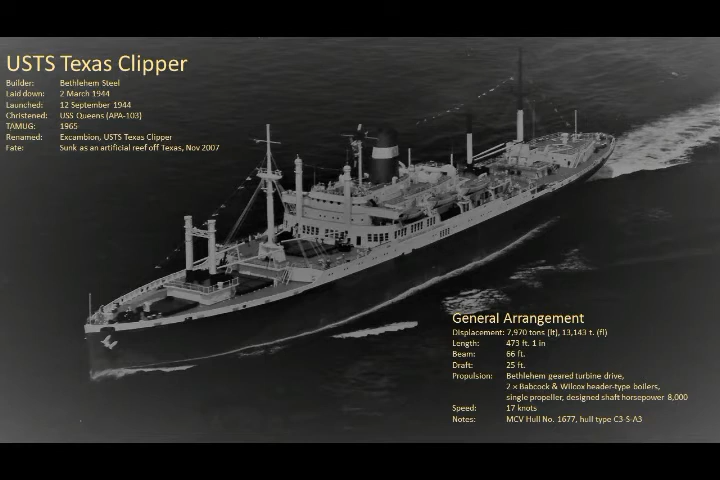 USTS Texas Clipper
Builder: Bethlehem Steel
Laid down: 2 March 1944
Launched: 12 September 1944
Christened: USS Queens (APA-103)
TAMUG: 1965
Renamed: Excambion, USTS Texas Clipper
Fate: Sunk as an artificial reef off Texas, Nov 2007
General Arrangement
Displacement: 7,970 tons (lt), 13,143 t. (fl)
Length: 473 ft. 1 in
Beam: 66 ft.
Draft: 25 ft.
Propulsion: Bethlehem geared turbine drive,
2 × Babcock & Wilcox header-type boilers,
single propeller, designed shaft horsepower 8,000
Speed: 17 knots
Notes: MCV Hull No. 1677, hull type C3-S-A3